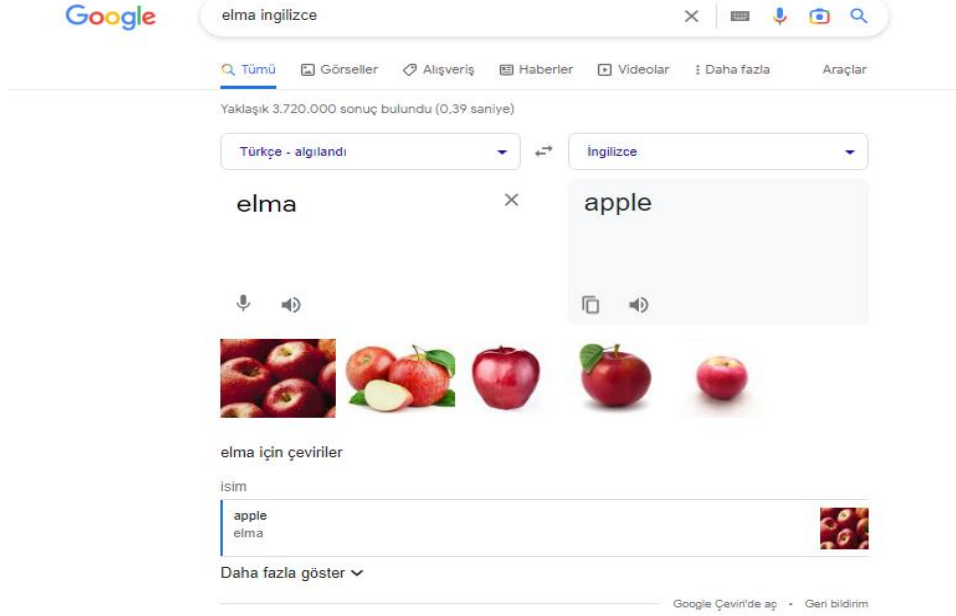 Google
elma ingilizce
Tümü Görseller Alışveriş Haberler Videolar Daha fazla Araçlar
Yaklaşık 3.720.000 sonuç bulundu (0,39 saniye)
Türkçe - algılandı İngilizce
elma apple
elma için çeviriler
isim
apple
elma
Daha fazla göster
Google Çeviri'de aç • Geri bildirim